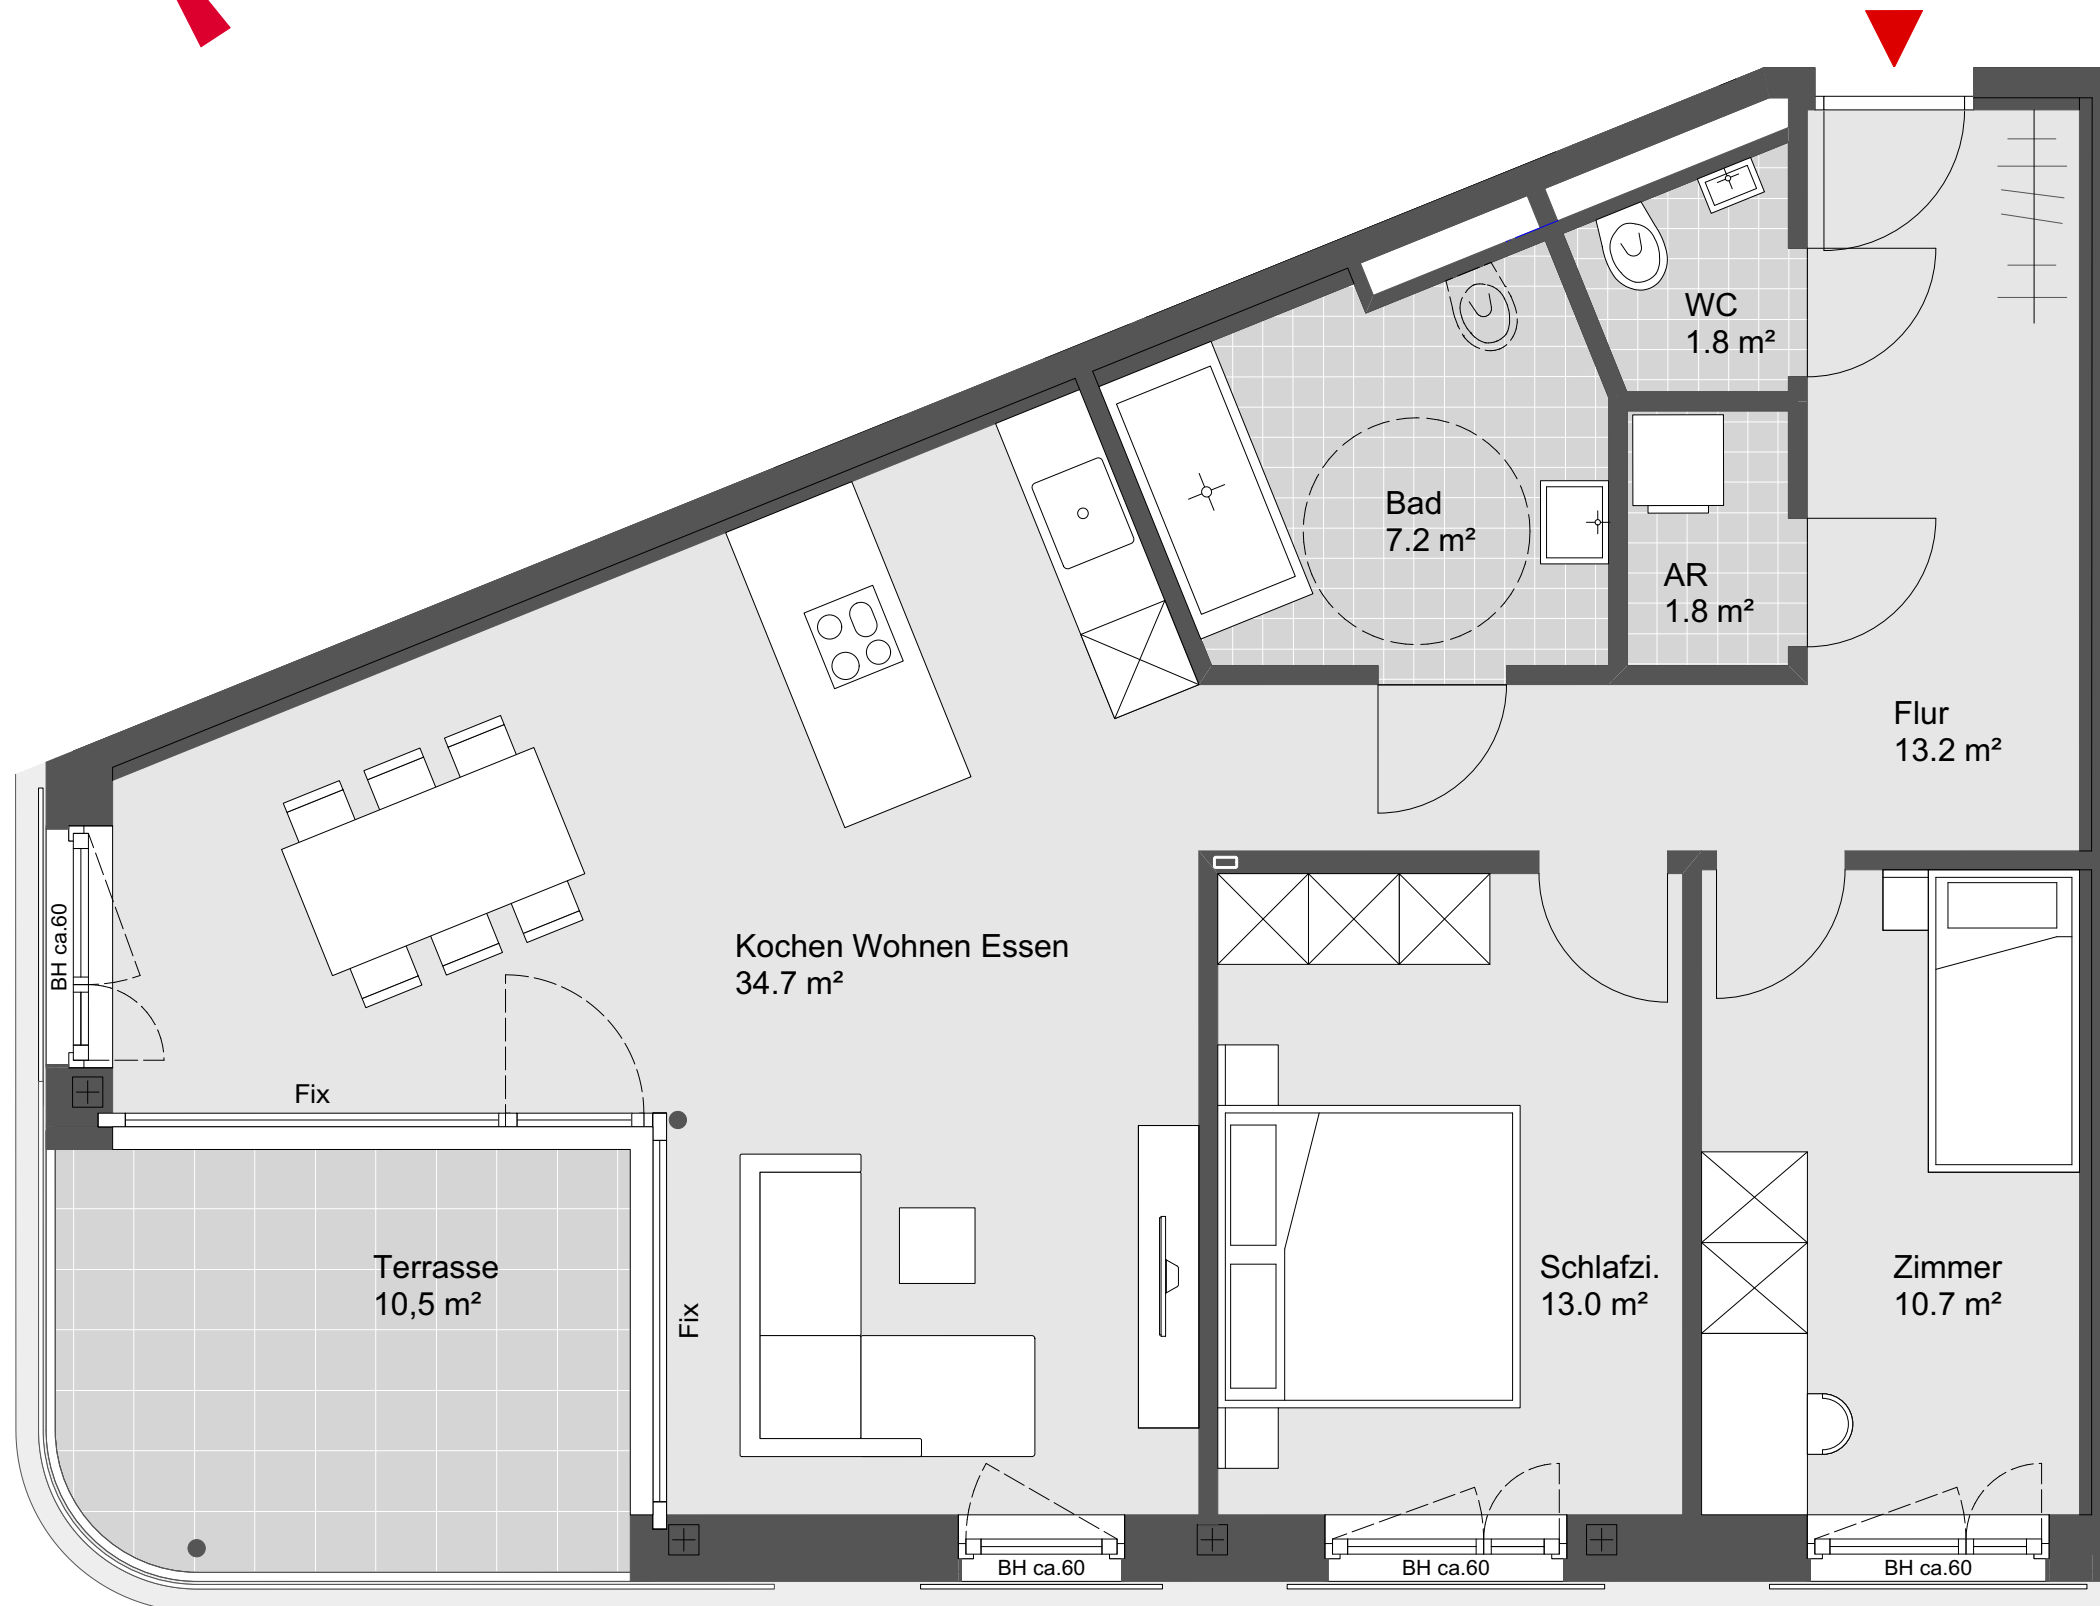 WC
1.8 m²
Bad
7.2 m²
AR
1.8 m²
Flur
13.2 m²
Kochen Wohnen Essen
34.7 m²
BH ca.60
Fix
Terrasse
10,5 m²
Fix
Schlafzi.
13.0 m²
Zimmer
10.7 m²
BH ca.60
BH ca.60
BH ca.60